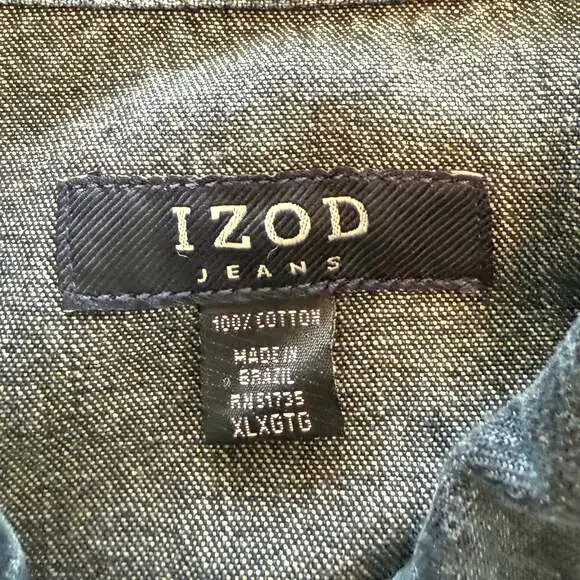 IZOD
JEANS
100% COTTON
MADE IN
BRAZIL
RN51735
XLXGTG